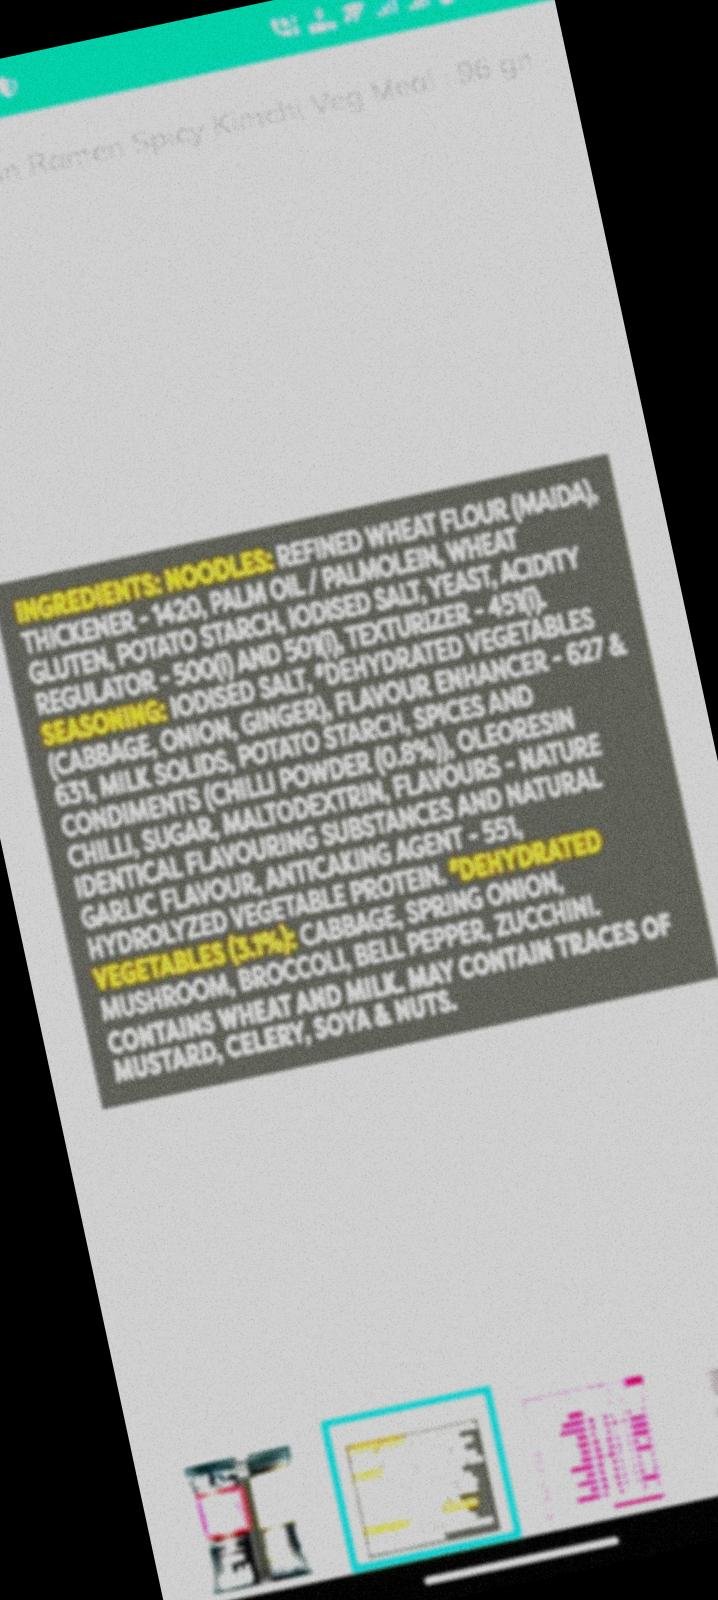 Ramen Spicy Kimchi Veg Meal - 96 gm
INGREDIENTS: NOODLES: REFINED WHEAT FLOUR (MAIDA),
THICKENER - 1420, PALM OIL / PALMOLEIN, WHEAT
GLUTEN, POTATO STARCH, IODISED SALT, YEAST, ACIDITY
REGULATOR - 500(i) AND 501(i), TEXTURIZER - 451(i).
SEASONING: IODISED SALT, #DEHYDRATED VEGETABLES
(CABBAGE, ONION, GINGER), FLAVOUR ENHANCER - 627 &
631, MILK SOLIDS, POTATO STARCH, SPICES AND
CONDIMENTS (CHILLI POWDER (0.8%)), OLEORESIN
CHILLI, SUGAR, MALTODEXTRIN, FLAVOURS - NATURE
IDENTICAL FLAVOURING SUBSTANCES AND NATURAL
GARLIC FLAVOUR, ANTICAKING AGENT - 551,
HYDROLYZED VEGETABLE PROTEIN. #DEHYDRATED
VEGETABLES (3.1%): CABBAGE, SPRING ONION,
MUSHROOM, BROCCOLI, BELL PEPPER, ZUCCHINI.
CONTAINS WHEAT AND MILK. MAY CONTAIN TRACES OF
MUSTARD, CELERY, SOYA & NUTS.